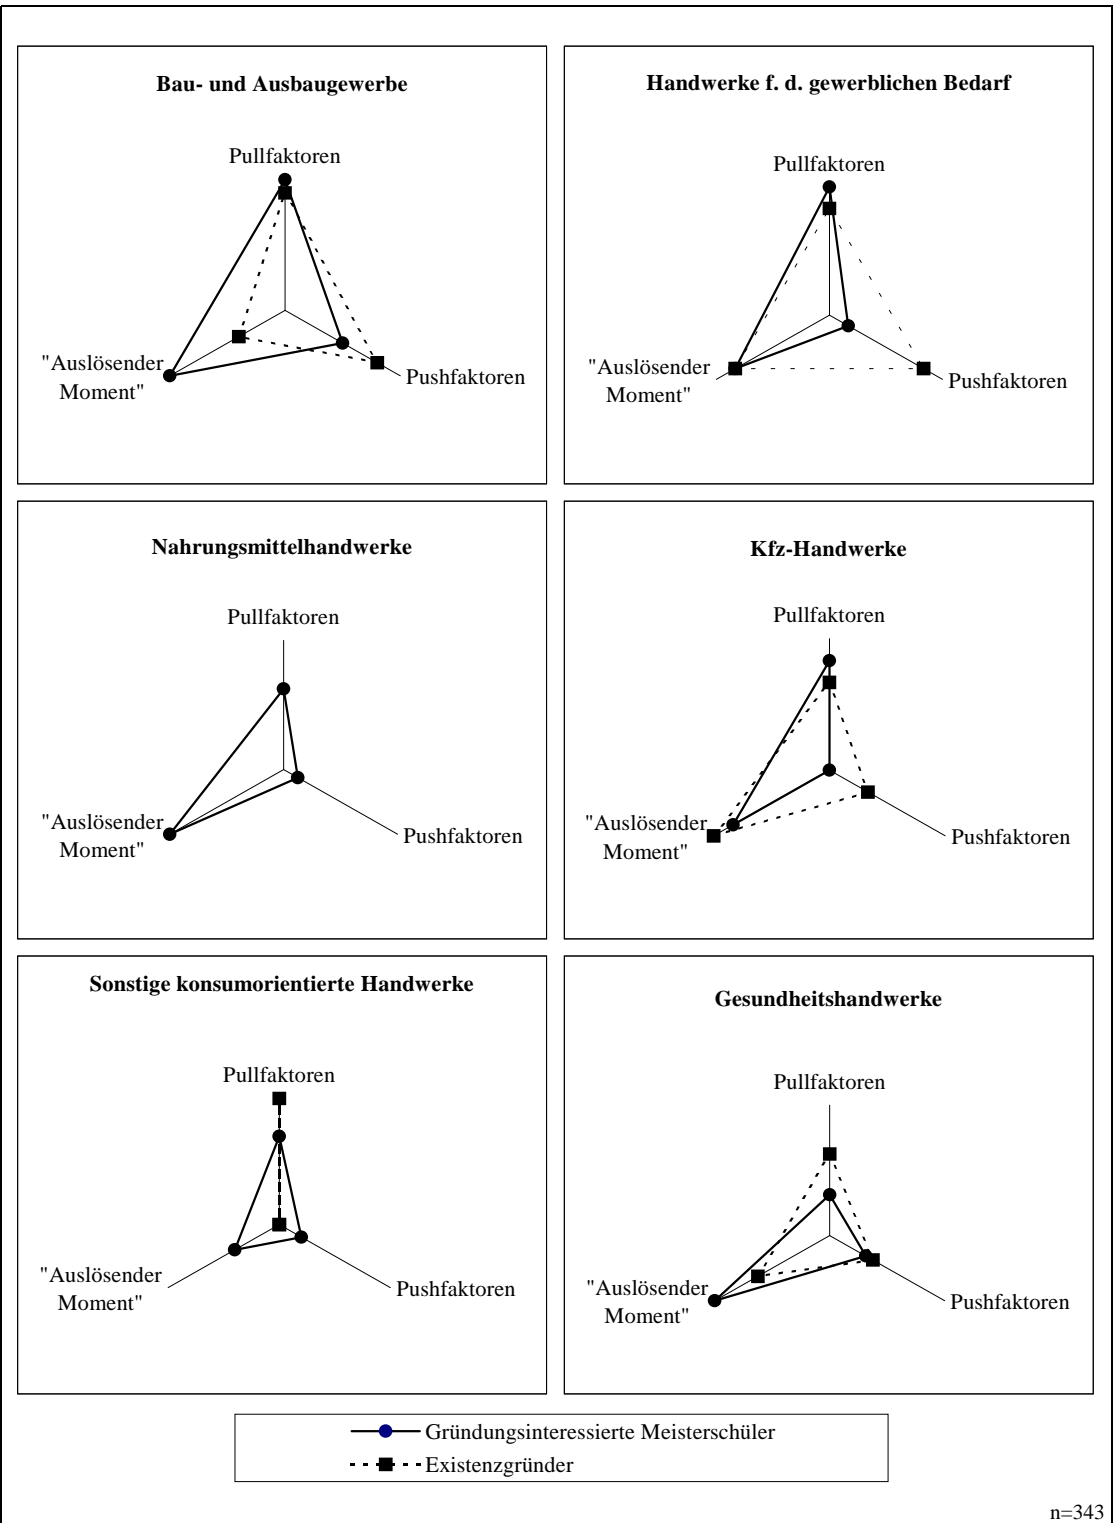 Bau- und Ausbaugewerbe
Pullfaktoren
"Auslösender
Moment"
Pushfaktoren
Handwerke f. d. gewerblichen Bedarf
Pullfaktoren
"Auslösender
Moment"
Pushfaktoren
Nahrungsmittelhandwerke
Pullfaktoren
"Auslösender
Moment"
Pushfaktoren
Kfz-Handwerke
Pullfaktoren
"Auslösender
Moment"
Pushfaktoren
Sonstige konsumorientierte Handwerke
Pullfaktoren
"Auslösender
Moment"
Pushfaktoren
Gesundheitshandwerke
Pullfaktoren
"Auslösender
Moment"
Pushfaktoren
Gründungsinteressierte Meisterschüler
Existenzgründer
n=343